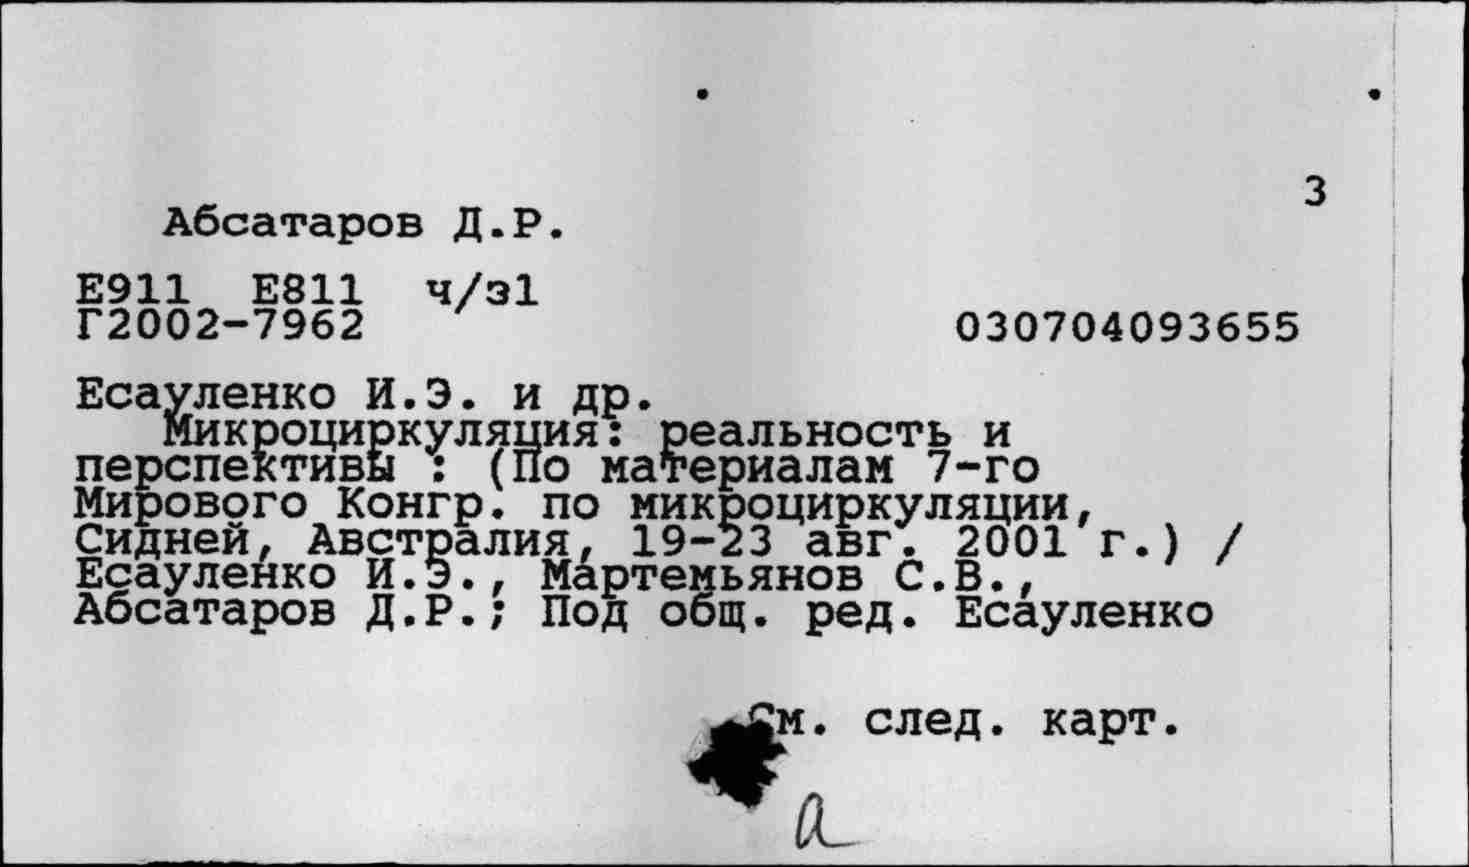 3
Абсатаров Д.Р.
Е911 Е811 ч/з1
Г2002-7962 030704093655
Есауленко И.Э. и др.
Микроциркуляция: реальность и
перспективы : (По материалам 7-го
Мирового Конгр. по микроциркуляции,
Сидней, Австралия, 19-23 авг. 2001 г.) /
Есауленко И.Э., Мартемьянов С.В.,
Абсатаров Д.Р.; Под общ. ред. Есауленко
См. след. карт.
а